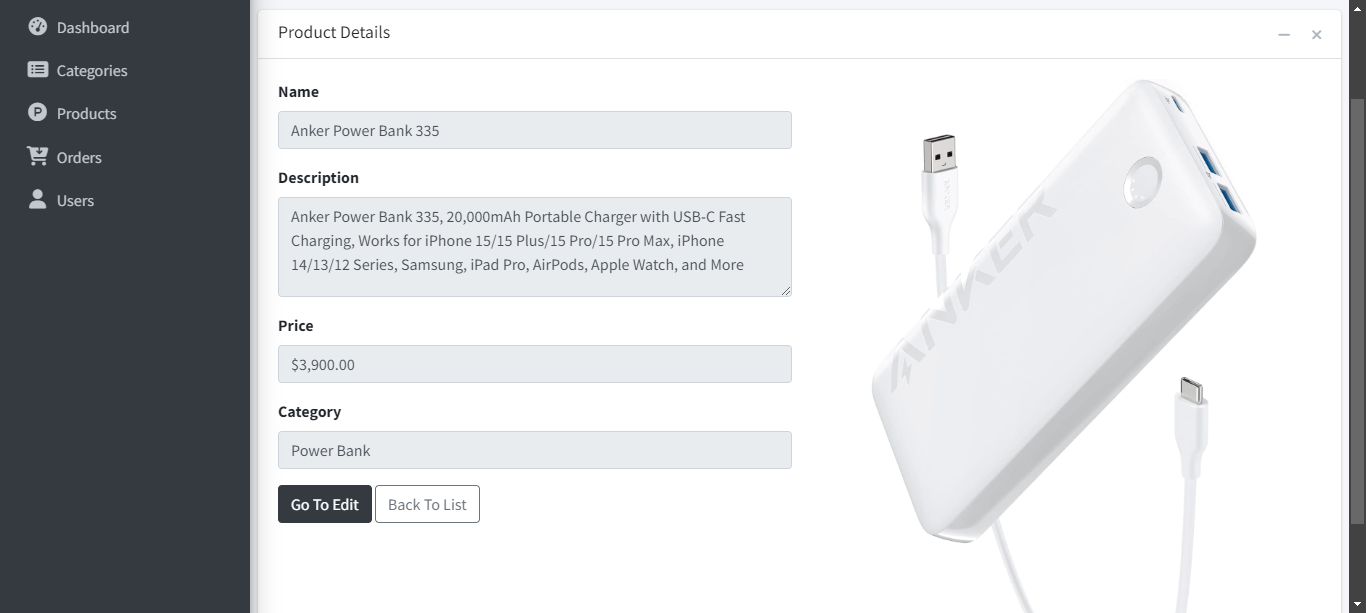 Dashboard
Categories
Products
Orders
Users
Product Details
Name
Anker Power Bank 335
Description
Anker Power Bank 335, 20,000mAh Portable Charger with USB-C Fast
Charging, Works for iPhone 15/15 Plus/15 Pro/15 Pro Max, iPhone
14/13/12 Series, Samsung, iPad Pro, AirPods, Apple Watch, and More
Price
$3,900.00
Category
Power Bank
Go To Edit
Back To List
ANKER
ANKER